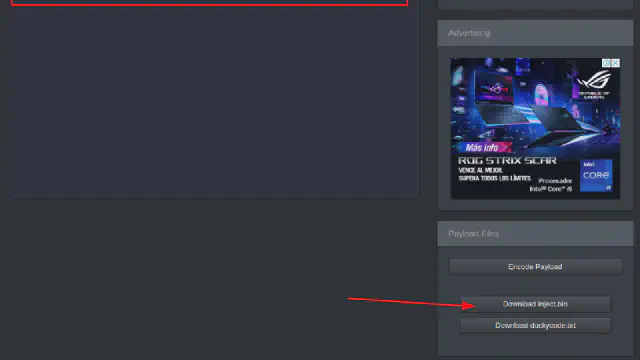 Advertising
REPUBLIC OF
GAMERS
Más info
ROG STRIX SCAR
VENCE AL MEJOR.
SUPERA TODOS LOS LÍMITES.
Procesador
Intel® Core™ i9
intel
CORE
i9
Payload Files
Encode Payload
Download inject.bin
Download duckycode.txt